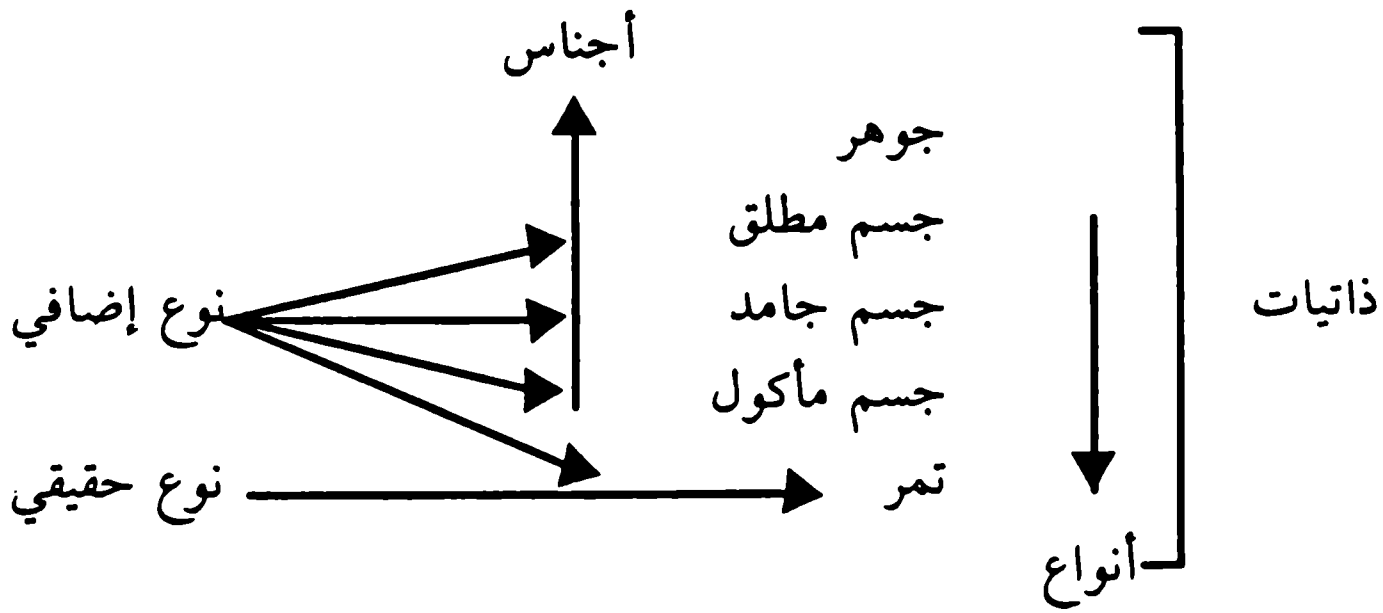 أجناس
جوهر
جسم مطلق
ذاتيات
جسم جامد
نوع إضافي
جسم مأكول
تمر
نوع حقيقي
أنواع